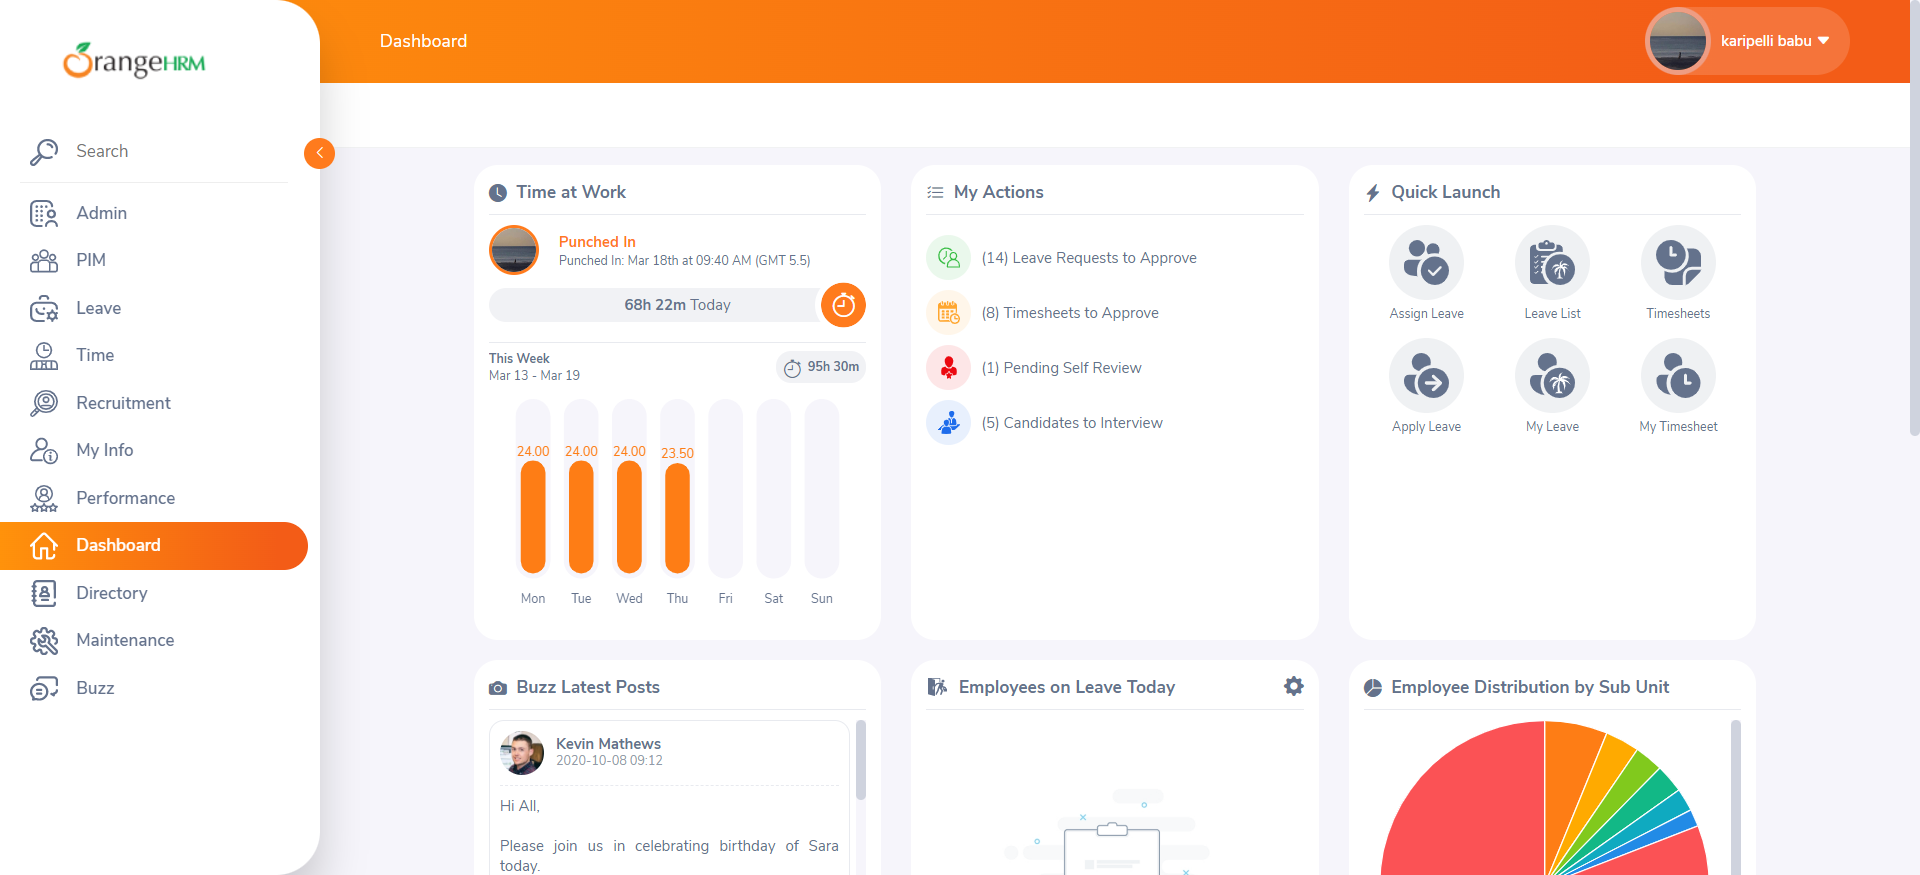 OrangeHRM
Search
Admin
PIM
Leave
Time
Recruitment
My Info
Performance
Dashboard
Directory
Maintenance
Buzz
Dashboard
karipelli babu
Time at Work
Punched In
Punched In: Mar 18th at 09:40 AM (GMT 5.5)
68h 22m Today
This Week
Mar 13 - Mar 19
95h 30m
24.00 24.00 24.00 23.50
Mon Tue Wed Thu Fri Sat Sun
My Actions
(14) Leave Requests to Approve
(8) Timesheets to Approve
(1) Pending Self Review
(5) Candidates to Interview
Quick Launch
Assign Leave Leave List Timesheets
Apply Leave My Leave My Timesheet
Buzz Latest Posts
Kevin Mathews
2020-10-08 09:12
Hi All,
Please join us in celebrating birthday of Sara
today.
Employees on Leave Today
Employee Distribution by Sub Unit